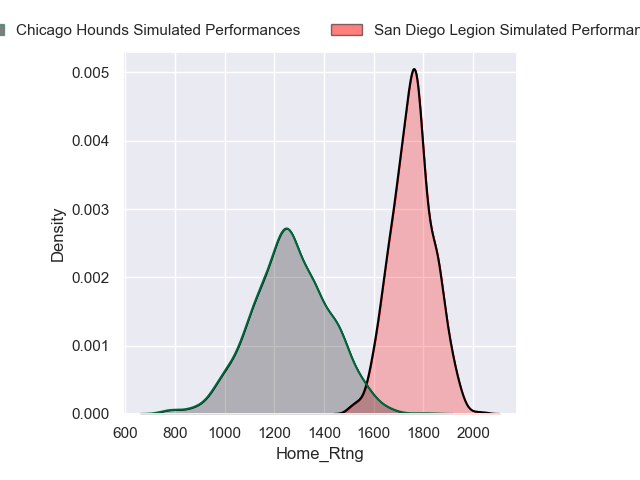 Chicago Hounds Simulated Performances
San Diego Legion Simulated
0.005
0.004
0.003
0.002
0.001
0.000
Density
600 800 1000 1200 1400 1600 1800 2000
Home_Rtng